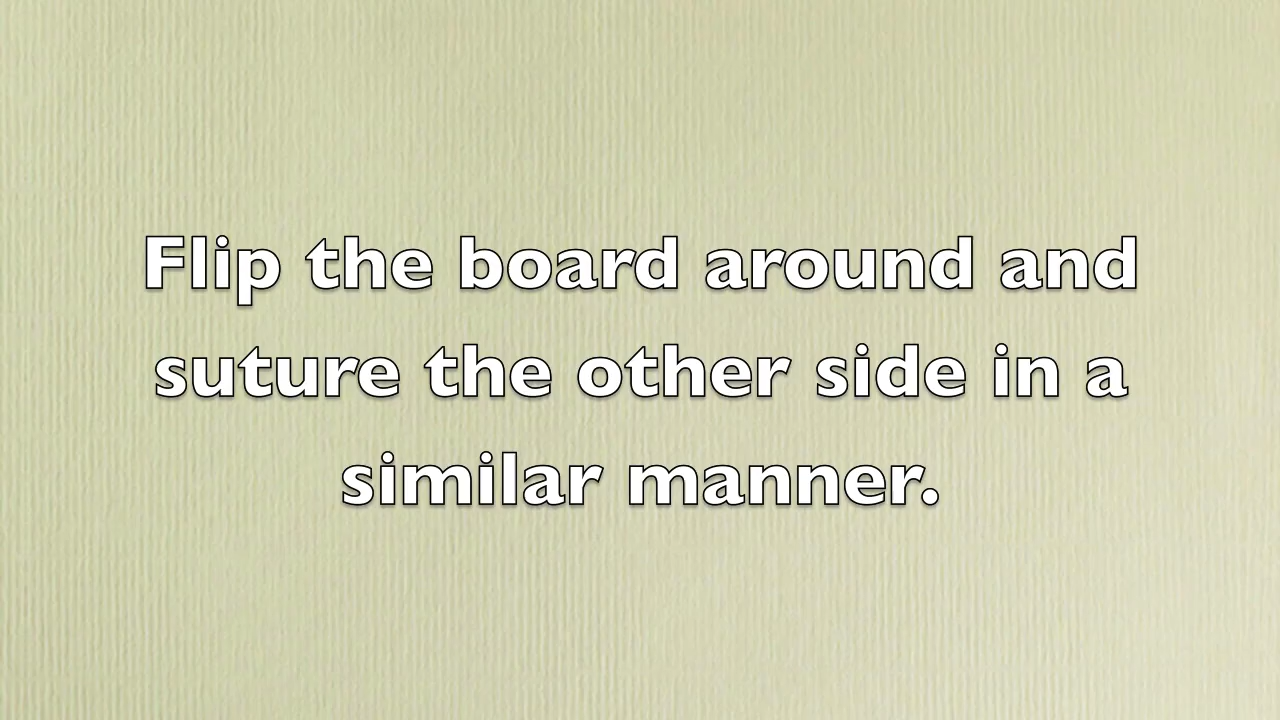 Flip the board around and
suture the other side in a
similar manner.